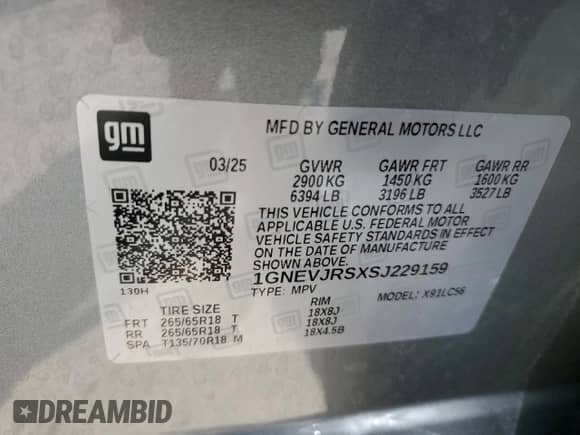 gm
MFD BY GENERAL MOTORS LLC
03/25 GVWR GAWR FRT GAWR RR
2900 KG 1450 KG 1600 KG
6394 LB 3196 LB 3527 LB
THIS VEHICLE CONFORMS TO ALL
APPLICABLE U.S. FEDERAL MOTOR
VEHICLE SAFETY STANDARDS IN EFFECT
ON THE DATE OF MANUFACTURE
SHOWN ABOVE.
1GNEVJRSXSJ229159
130H
TYPE: MPV MODEL: X91LC56
TIRE SIZE RIM
FRT 265/65R18 T 18X8J
RR 265/65R18 T 18X8J
SPA T135/70R18 M 18X4.5B
DREAMBID